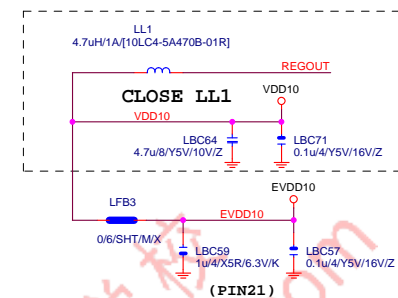 LL1
4.7uH/1A/[10LC4-5A470B-01R]
REGOUT
CLOSE LL1
VDD10
VDD10
LBC64
4.7u/8/Y5V/10V/Z
LBC71
0.1u/4/Y5V/16V/Z
LFB3
EVDD10
0/6/SHT/M/X
EVDD10
LBC59
1u/4/X5R/6.3V/K
LBC57
0.1u/4/Y5V/16V/Z
(PIN21)